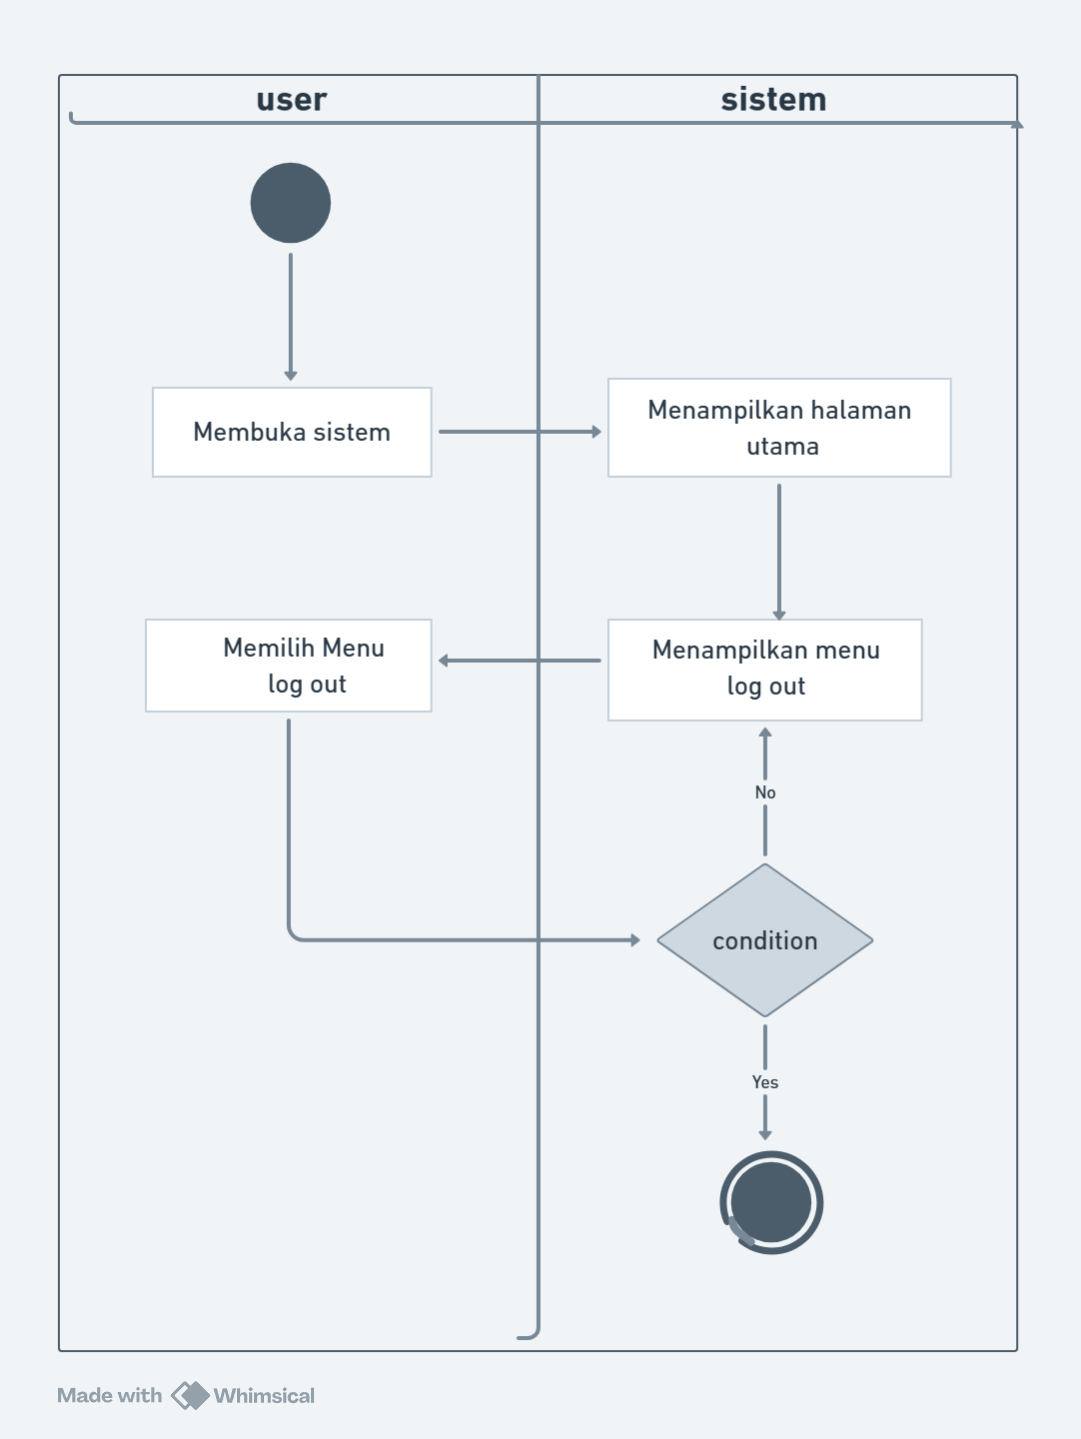 user
sistem
Membuka sistem
Menampilkan halaman
utama
Memilih Menu
log out
Menampilkan menu
log out
No
condition
Yes
Made with Whimsical